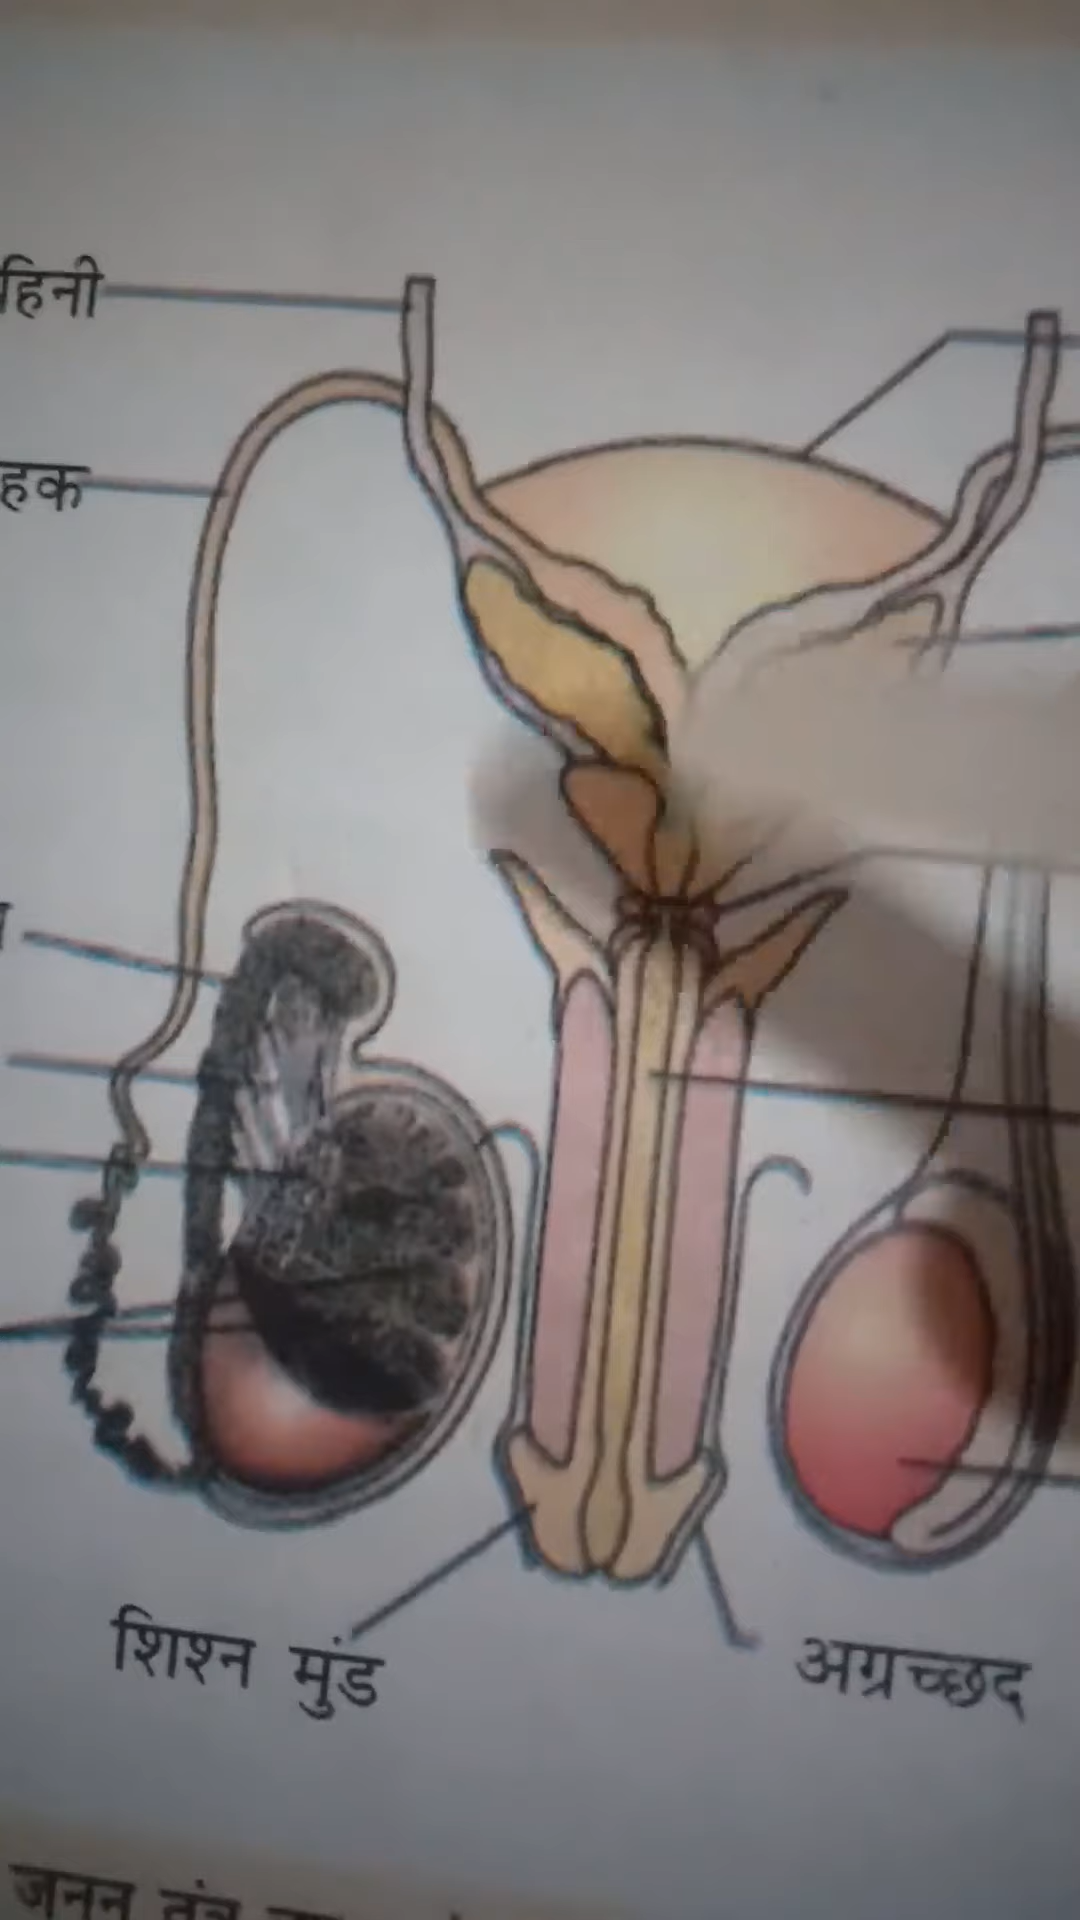 हिनी
हक
शिश्न मुंड
अग्रच्छद
जनन तंत्र